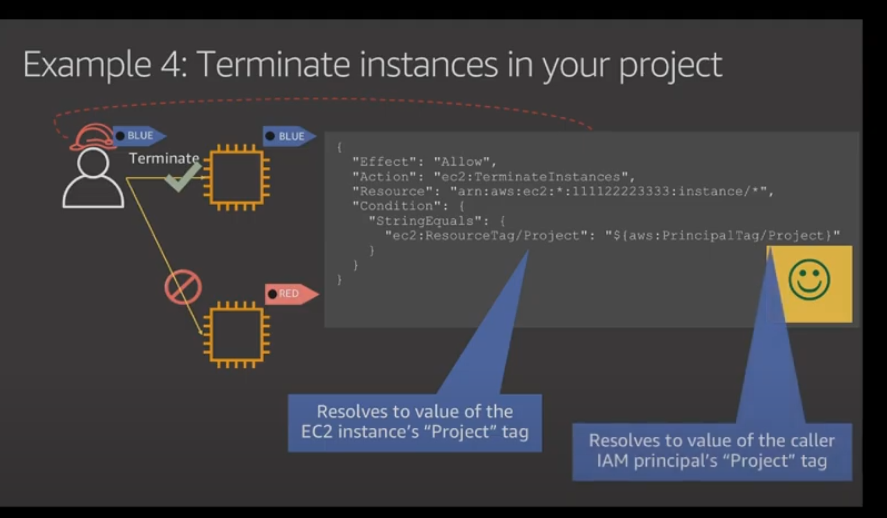 Example 4: Terminate instances in your project
BLUE
Terminate
BLUE
RED
{
"Effect": "Allow",
"Action": "ec2:TerminateInstances",
"Resource": "arn:aws:ec2:*:111122223333:instance/*",
"Condition": {
"StringEquals": {
"ec2:ResourceTag/Project": "${aws:PrincipalTag/Project}"
}
}
}
Resolves to value of the
EC2 instance's "Project" tag
Resolves to value of the caller
IAM principal's "Project" tag